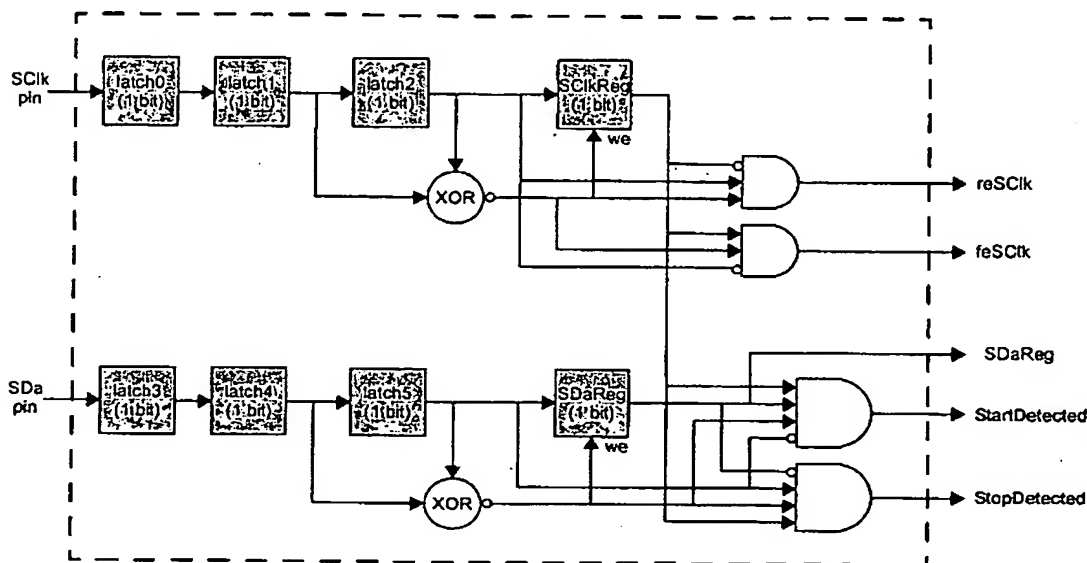 SClk
pin
latch0
(1 bit)
latch1
(1 bit)
latch2
(1 bit)
SClkReg
(1 bit)
we
XOR
reSClk
feSClk
SDa
pin
latch3
(1 bit)
latch4
(1 bit)
latch5
(1 bit)
SDaReg
(1 bit)
we
XOR
SDaReg
StartDetected
StopDetected